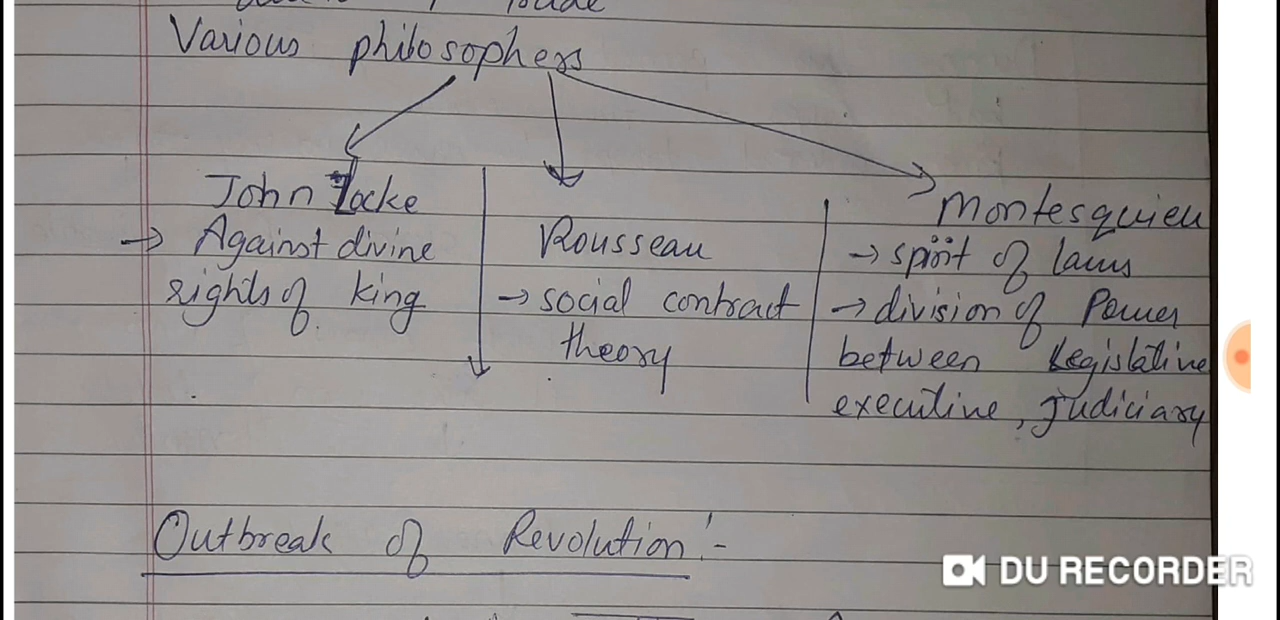 Various philosophers
John Locke
→ Against divine
rights of king
Rousseau
→ social contract
theory
Montesquieu
→ spirit of laws
→ division of Power
between Legislative
executive, Judiciary
Outbreak of Revolution :-
DU RECORDER